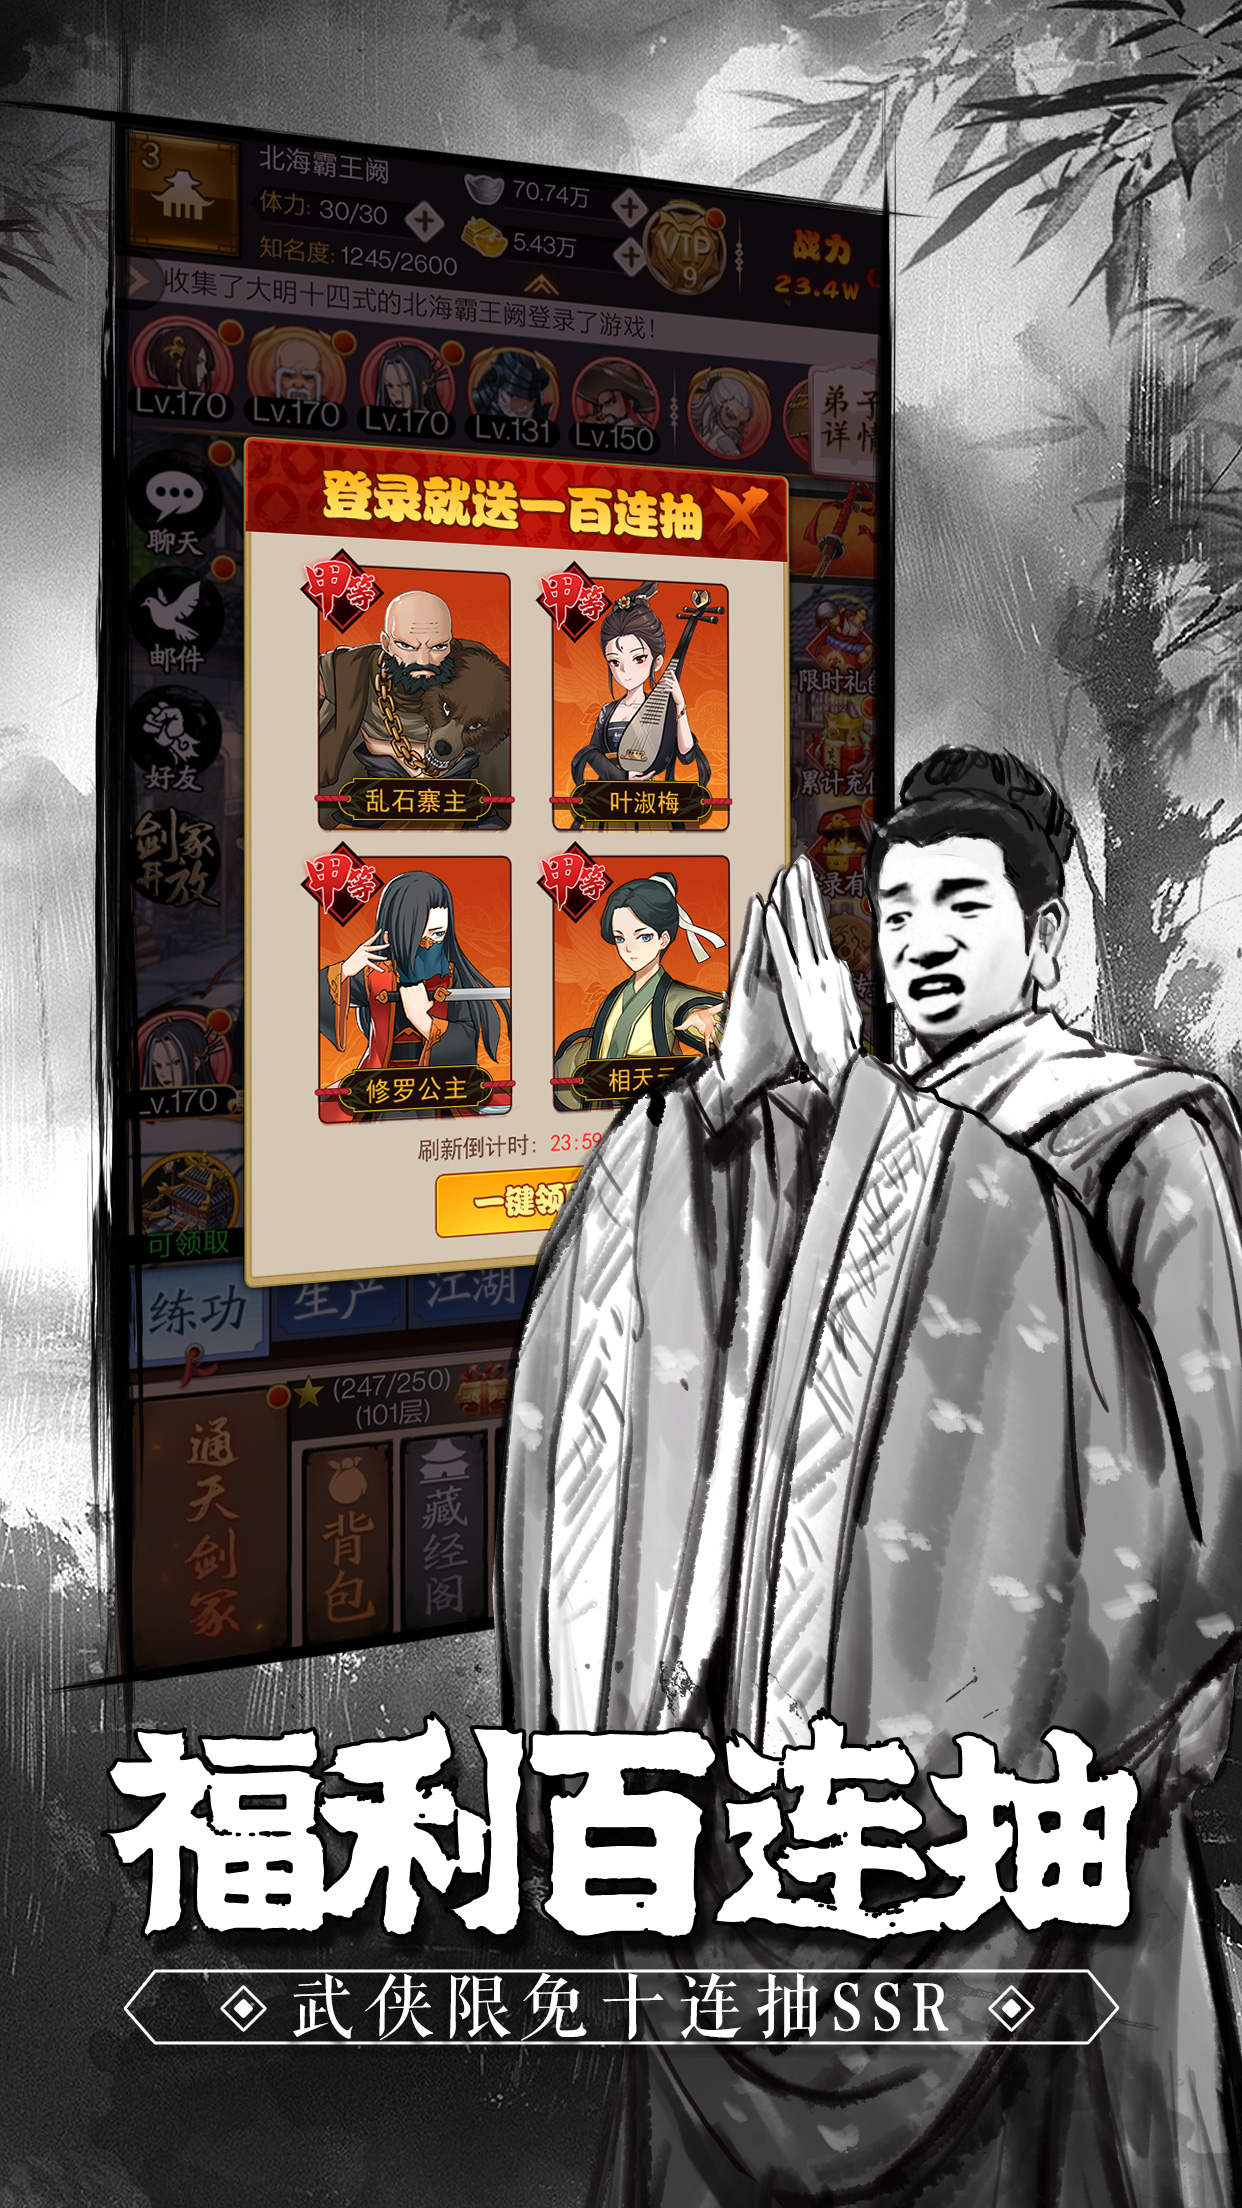 3
北海霸王阙
体力: 30/30
知名度: 1245/2600
70.74万
5.43万
VIP
9
战力
23.4W
收集了大明十四式的北海霸王阙登录了游戏！
Lv.170
Lv.170
Lv.170
Lv.131
Lv.150
弟子
详情
聊天
邮件
好友
剑冢
开放
Lv.170
可领取
限时礼包
累计充值
登录就送一百连抽
甲等
乱石寨主
甲等
叶淑梅
甲等
修罗公主
甲等
相天
刷新倒计时：23:59
一键领
练功
生产
江湖
(247/250)
(101层)
通天剑冢
背包
藏经阁
福利百连抽
武侠限免十连抽SSR